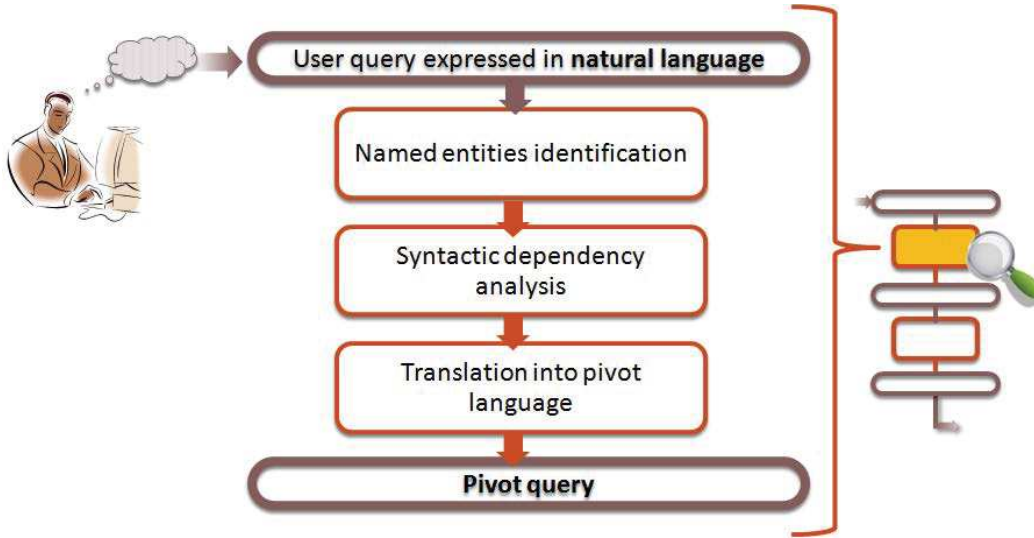 User query expressed in natural language
Named entities identification
Syntactic dependency
analysis
Translation into pivot
language
Pivot query